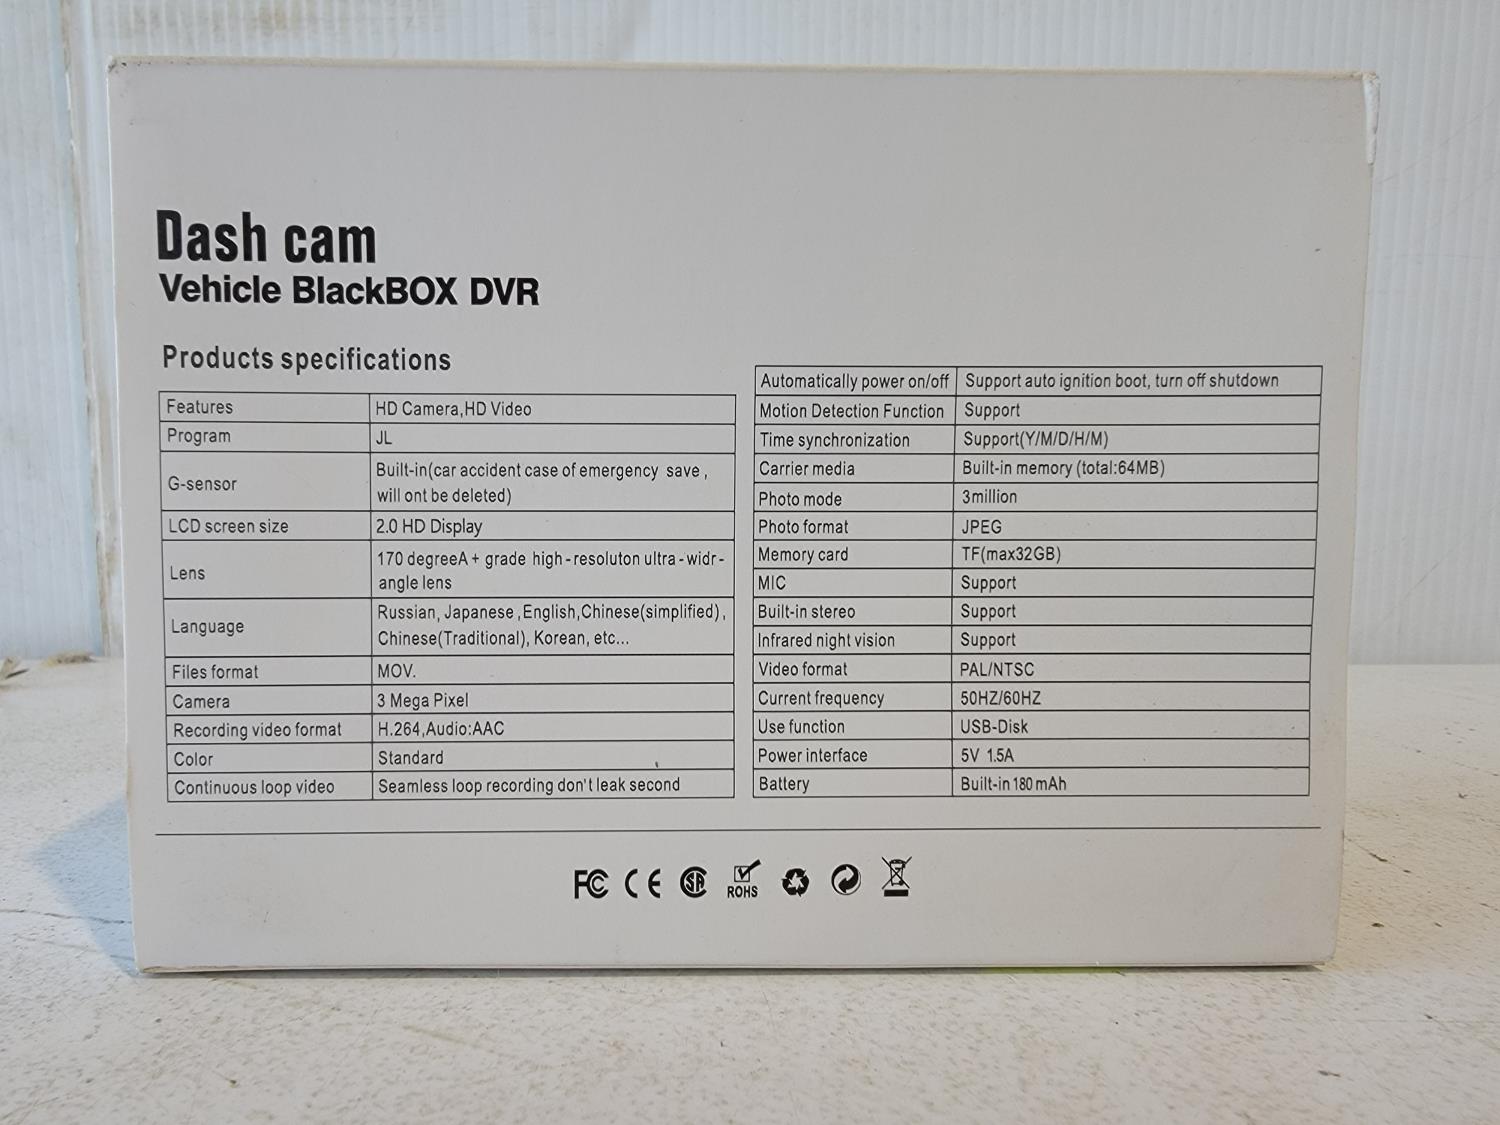 Dash cam
Vehicle BlackBOX DVR
Products specifications
Features HD Camera,HD Video
Program JL
G-sensor Built-in(car accident case of emergency save ,
will ont be deleted)
LCD screen size 2.0 HD Display
Lens 170 degreeA + grade high - resoluton ultra - widr -
angle lens
Language Russian, Japanese ,English,Chinese(simplified) ,
Chinese(Traditional), Korean, etc...
Files format MOV.
Camera 3 Mega Pixel
Recording video format H.264,Audio:AAC
Color Standard
Continuous loop video Seamless loop recording don't leak second
Automatically power on/off Support auto ignition boot, turn off shutdown
Motion Detection Function Support
Time synchronization Support(Y/M/D/H/M)
Carrier media Built-in memory (total:64MB)
Photo mode 3million
Photo format JPEG
Memory card TF(max32GB)
MIC Support
Built-in stereo Support
Infrared night vision Support
Video format PAL/NTSC
Current frequency 50HZ/60HZ
Use function USB-Disk
Power interface 5V 1.5A
Battery Built-in 180 mAh
FC CE SA ROHS